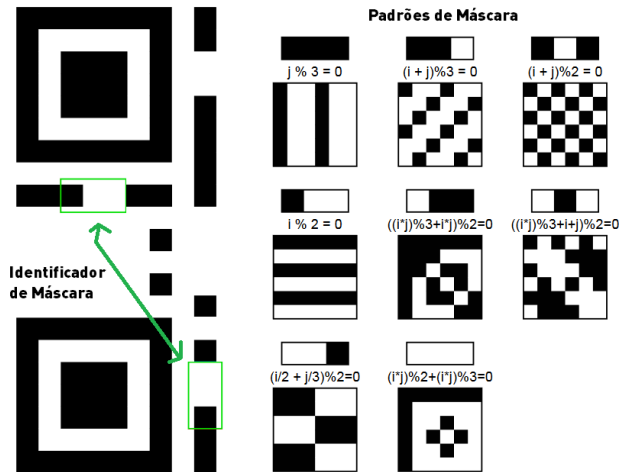 Padrões de Máscara
j % 3 = 0
(i + j)%3 = 0
(i + j)%2 = 0
Identificador
de Máscara
i % 2 = 0
((i*j)%3+i*j)%2=0
((i*j)%3+i+j)%2=0
(i/2 + j/3)%2=0
(i*j)%2+(i*j)%3=0